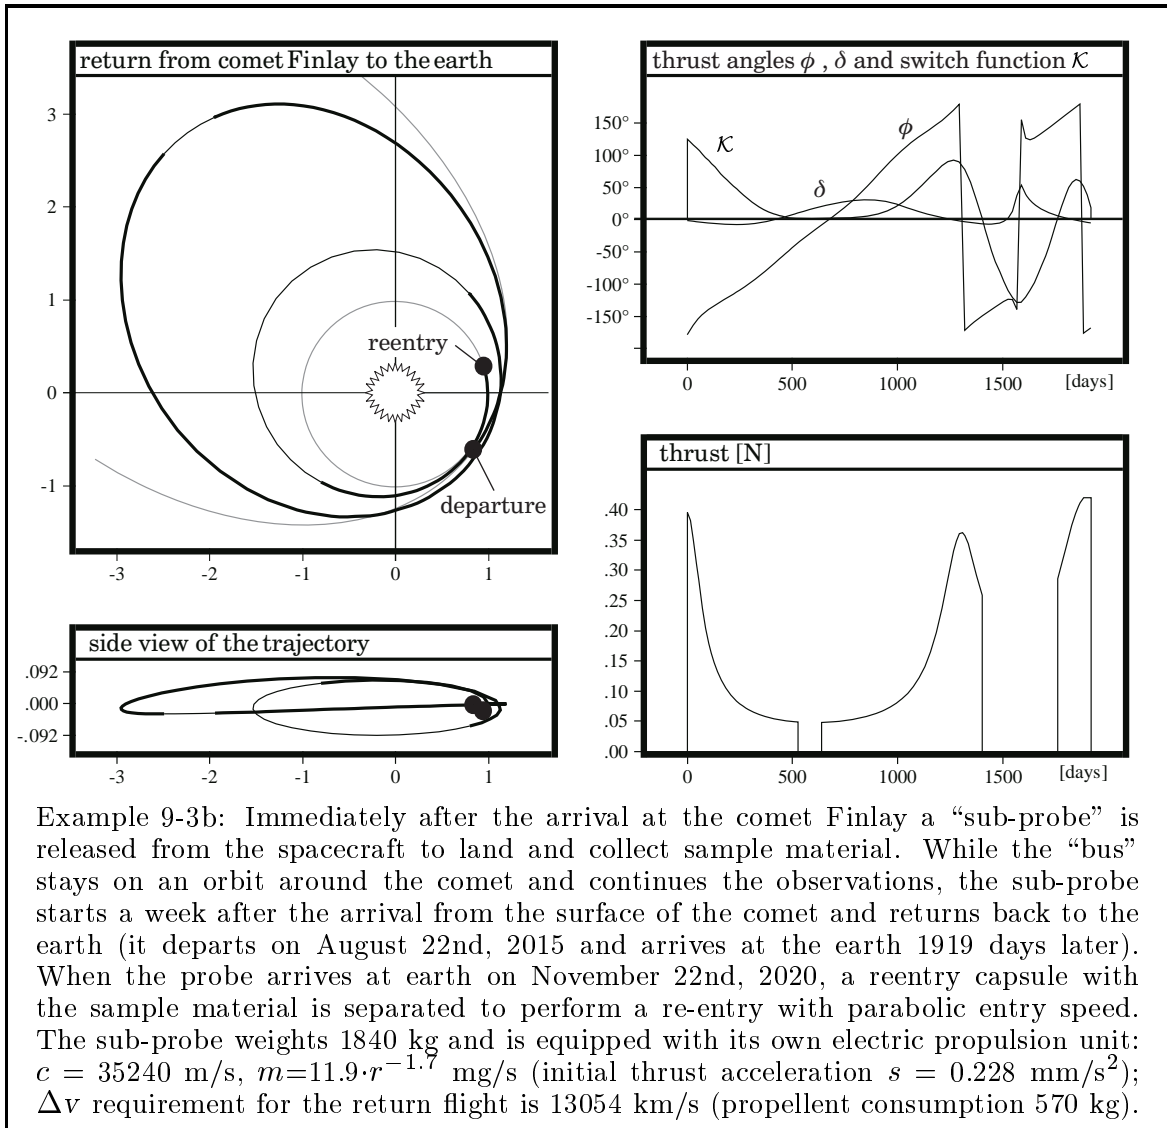 return from comet Finlay to the earth
3
2
1
0
-1
reentry
departure
-3 -2 -1 0 1
side view of the trajectory
.092
.000
-.092
-3 -2 -1 0 1
thrust angles ϕ , δ and switch function 𝒦
150°
100°
50°
0°
-50°
-100°
-150°
𝒦
δ
ϕ
0 500 1000 1500 [days]
thrust [N]
.40
.35
.30
.25
.20
.15
.10
.05
.00
0 500 1000 1500 [days]
Example 9-3b: Immediately after the arrival at the comet Finlay a “sub-probe” is
released from the spacecraft to land and collect sample material. While the “bus”
stays on an orbit around the comet and continues the observations, the sub-probe
starts a week after the arrival from the surface of the comet and returns back to the
earth (it departs on August 22nd, 2015 and arrives at the earth 1919 days later).
When the probe arrives at earth on November 22nd, 2020, a reentry capsule with
the sample material is separated to perform a re-entry with parabolic entry speed.
The sub-probe weights 1840 kg and is equipped with its own electric propulsion unit:
c = 35240 m/s, m=11.9·r⁻¹·⁷ mg/s (initial thrust acceleration s = 0.228 mm/s²);
Δv requirement for the return flight is 13054 km/s (propellent consumption 570 kg).